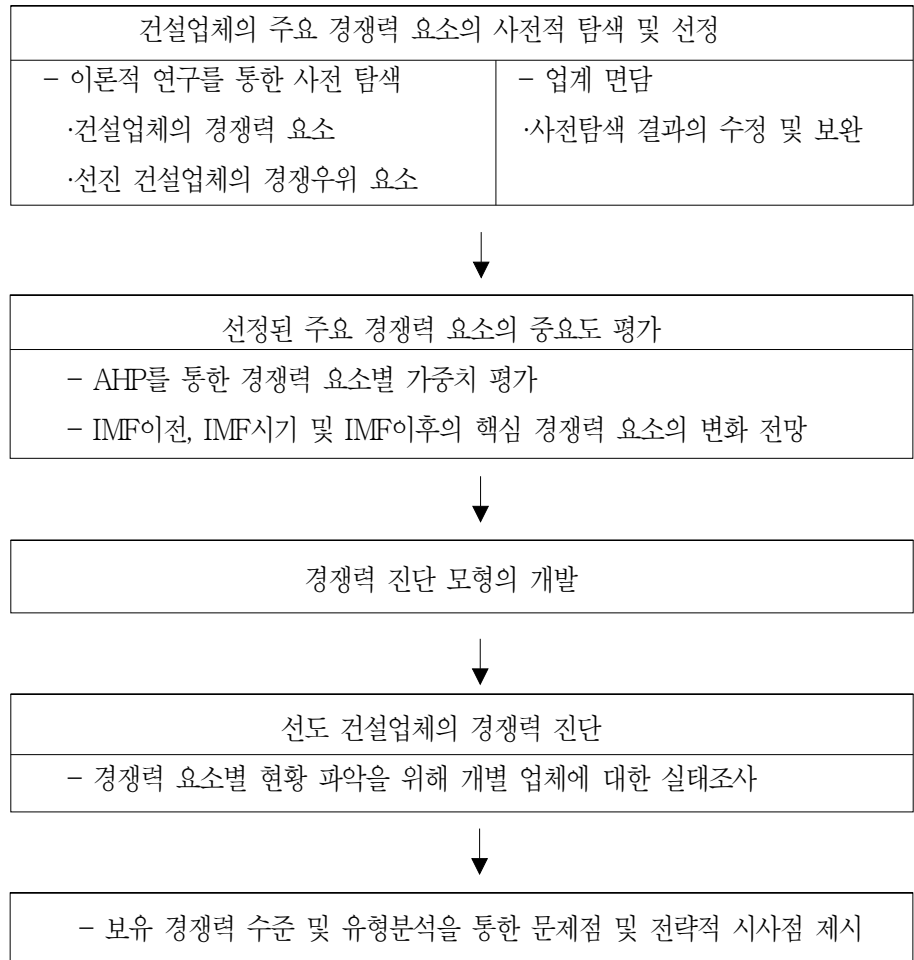 건설업체의 주요 경쟁력 요소의 사전적 탐색 및 선정
- 이론적 연구를 통한 사전 탐색
·건설업체의 경쟁력 요소
·선진 건설업체의 경쟁우위 요소
- 업계 면담
·사전탐색 결과의 수정 및 보완
선정된 주요 경쟁력 요소의 중요도 평가
- AHP를 통한 경쟁력 요소별 가중치 평가
- IMF이전, IMF시기 및 IMF이후의 핵심 경쟁력 요소의 변화 전망
경쟁력 진단 모형의 개발
선도 건설업체의 경쟁력 진단
- 경쟁력 요소별 현황 파악을 위해 개별 업체에 대한 실태조사
- 보유 경쟁력 수준 및 유형분석을 통한 문제점 및 전략적 시사점 제시